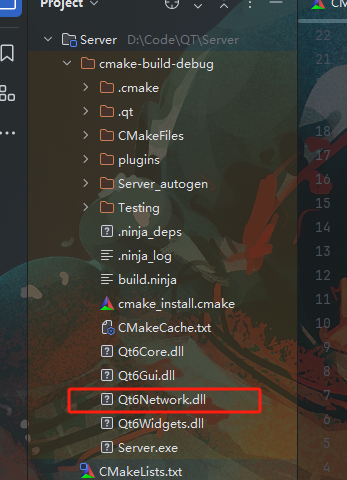 Project
CM
Server D:\Code\QT\Server
cmake-build-debug
.cmake
.qt
CMakeFiles
plugins
Server_autogen
Testing
.ninja_deps
.ninja_log
build.ninja
cmake_install.cmake
CMakeCache.txt
Qt6Core.dll
Qt6Gui.dll
Qt6Network.dll
Qt6Widgets.dll
Server.exe
CMakeLists.txt
22
21
18
17
16
15
14
13
12
11
10
9
8
7
6
5
4